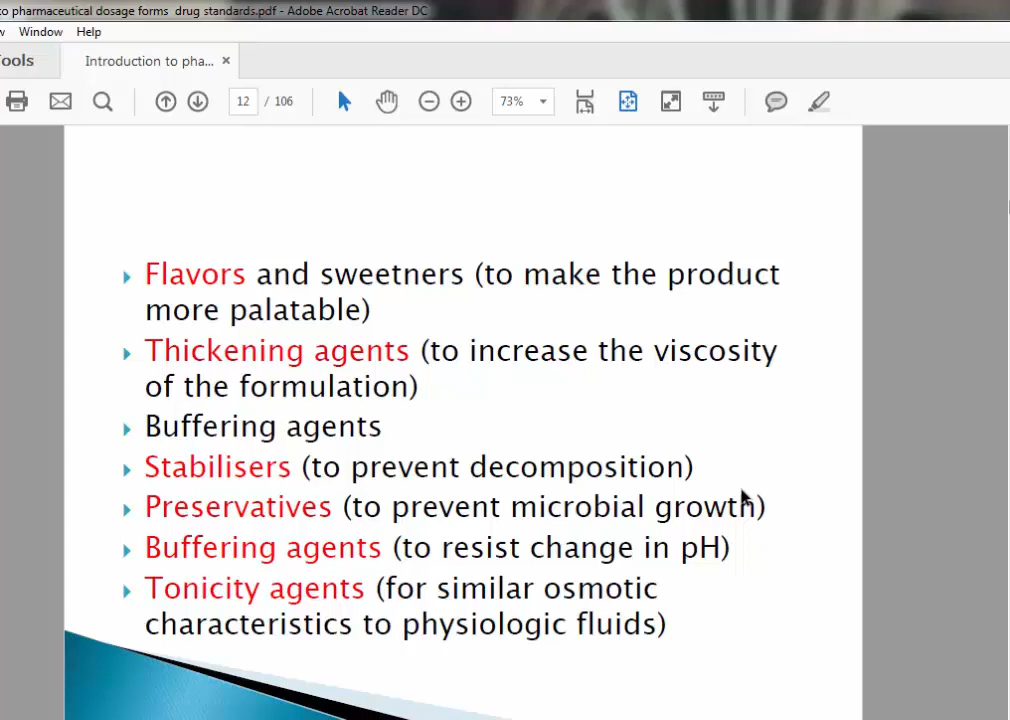 to pharmaceutical dosage forms drug standards.pdf - Adobe Acrobat Reader DC
w Window Help
ools Introduction to pha... ×
12 / 106 73%
Flavors and sweetners (to make the product
more palatable)
Thickening agents (to increase the viscosity
of the formulation)
Buffering agents
Stabilisers (to prevent decomposition)
Preservatives (to prevent microbial growth)
Buffering agents (to resist change in pH)
Tonicity agents (for similar osmotic
characteristics to physiologic fluids)